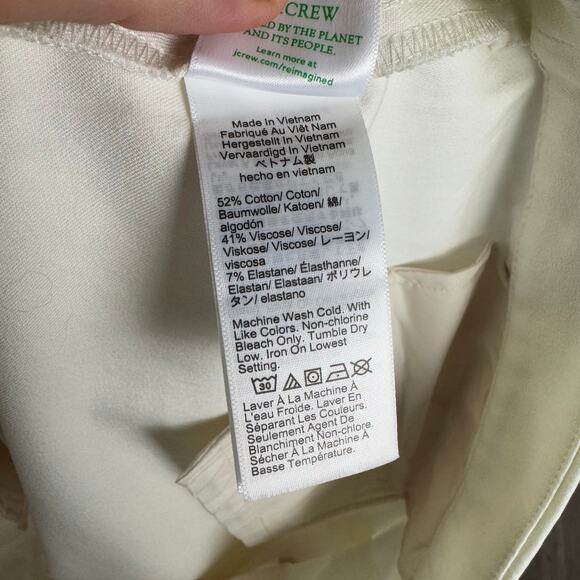 .CREW
ED BY THE PLANET
AND ITS PEOPLE.
Learn more at
jcrew.com/reimagined
Made In Vietnam
Fabriqué Au Viêt Nam
Hergestellt In Vietnam
Vervaardigd In Vietnam
ベトナム製
hecho en vietnam
52% Cotton/ Coton/
Baumwolle/ Katoen/ 綿/
algodón
41% Viscose/ Viscose/
Viskose/ Viscose/ レーヨン/
viscosa
7% Elastane/ Élasthanne/
Elastan/ Elastaan/ ポリウレ
タン/ elastano
Machine Wash Cold. With
Like Colors. Non-chlorine
Bleach Only. Tumble Dry
Low. Iron On Lowest
Setting.
30
Laver À La Machine À
L'eau Froide. Laver En
Séparant Les Couleurs.
Seulement Agent De
Blanchiment Non-chlore.
Sécher À La Machine À
Basse Température.